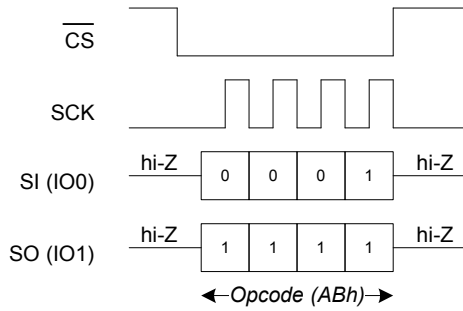 CS
SCK
hi-Z hi-Z
SI (IO0) 0 0 0 1
hi-Z hi-Z
SO (IO1) 1 1 1 1
Opcode (ABh)